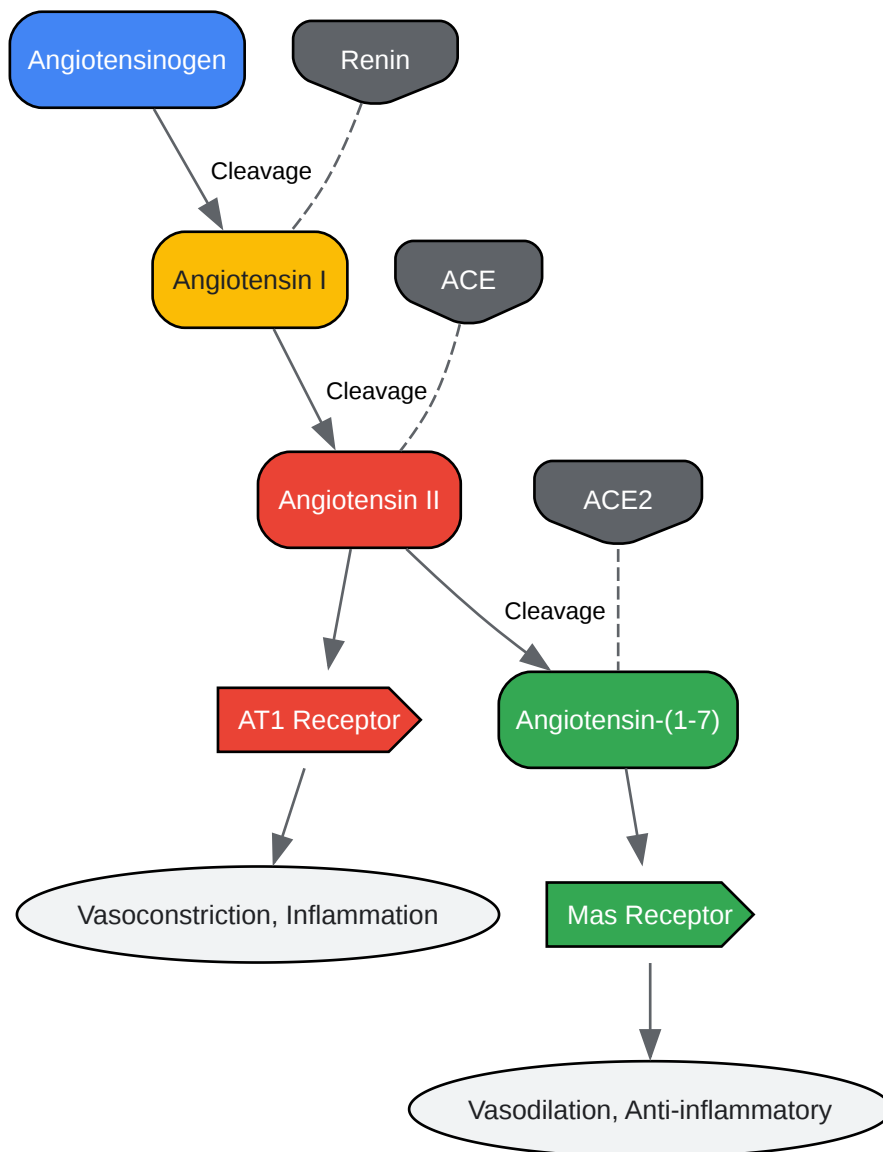 Angiotensinogen
Renin
Cleavage
Angiotensin I
ACE
Cleavage
Angiotensin II
ACE2
Cleavage
AT1 Receptor
Angiotensin-(1-7)
Vasoconstriction, Inflammation
Mas Receptor
Vasodilation, Anti-inflammatory